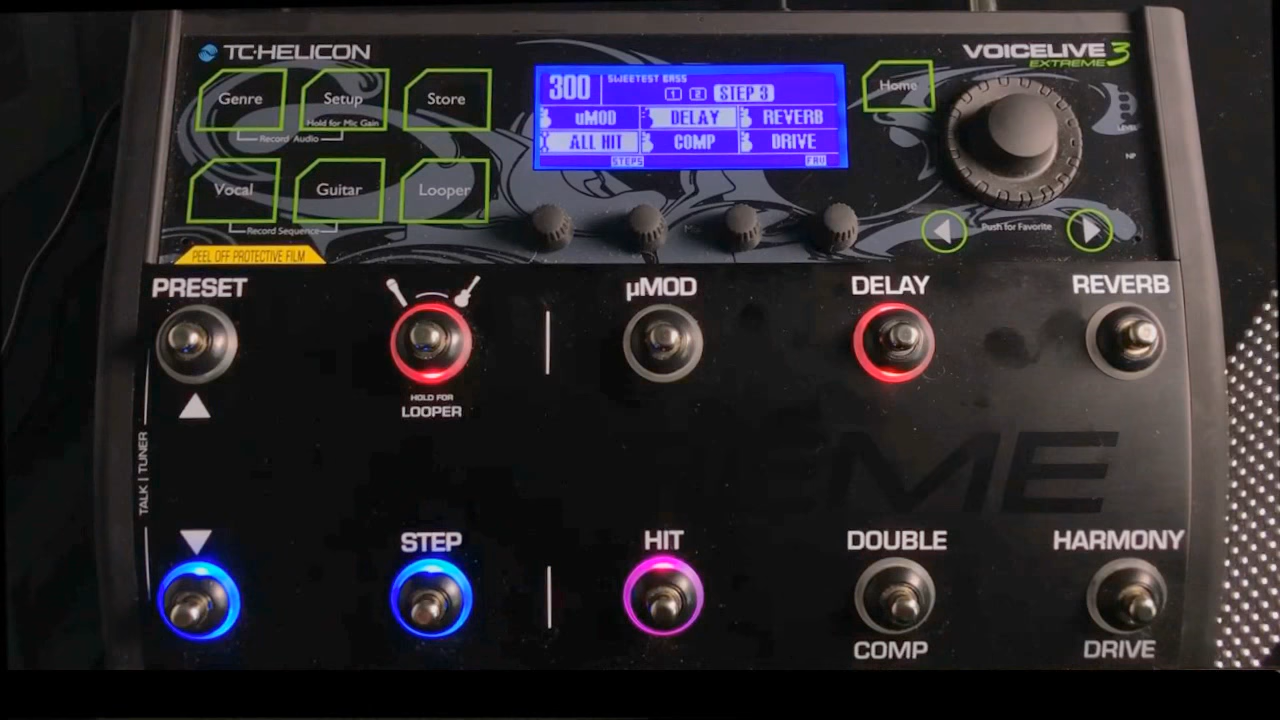 TC·HELICON
VOICELIVE 3
EXTREME
Genre
Setup
Hold for Mic Gain
Store
Record Audio
Vocal
Guitar
Looper
Record Sequence
PEEL OFF PROTECTIVE FILM
300 SWEETEST BASS
1 2 STEP 3
µMOD DELAY REVERB
ALL HIT COMP DRIVE
STEPS FAV
Home
LEVEL
Push for Favorite
PRESET
µMOD
DELAY
REVERB
HOLD FOR
LOOPER
TALK | TUNER
EME
STEP
HIT
DOUBLE
HARMONY
COMP
DRIVE